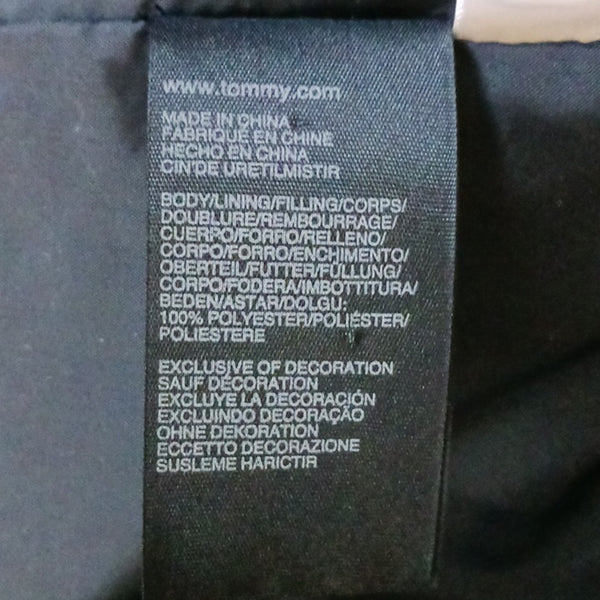 www.tommy.com
MADE IN CHINA
FABRIQUÉ EN CHINE
HECHO EN CHINA
ÇIN'DE URETILMISTIR
BODY/LINING/FILLING/CORPS/
DOUBLURE/REMBOURRAGE/
CUERPO/FORRO/RELLENO/
CORPO/FORRO/ENCHIMENTO/
OBERTEIL/FUTTER/FÜLLUNG/
CORPO/FODERA/IMBOTTITURA/
BEDEN/ASTAR/DOLGU:
100% POLYESTER/POLIÉSTER/
POLIESTERE
EXCLUSIVE OF DECORATION
SAUF DÉCORATION
EXCLUYE LA DECORACIÓN
EXCLUINDO DECORAÇÃO
OHNE DEKORATION
ECCETTO DECORAZIONE
SUSLEME HARICTIR